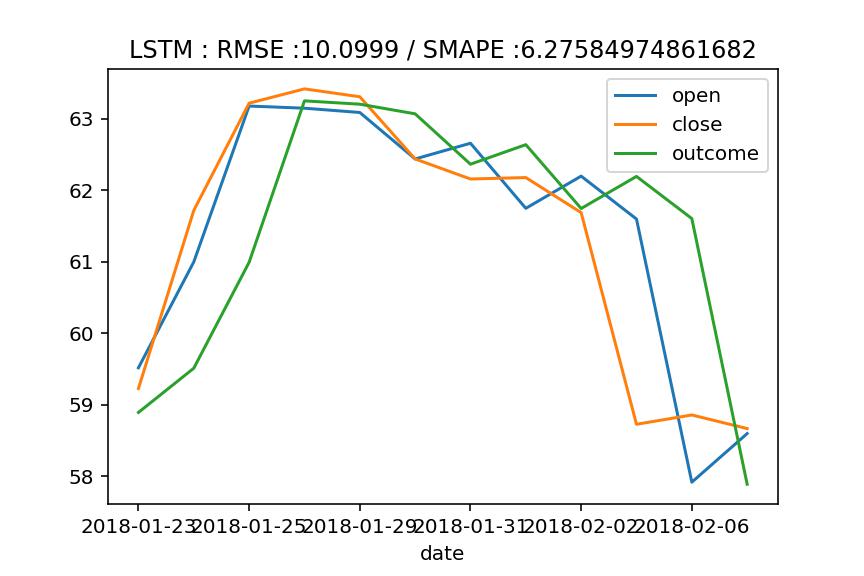 LSTM : RMSE :10.0999 / SMAPE :6.27584974861682
open
close
outcome
63
62
61
60
59
58
2018-01-23
2018-01-25
2018-01-29
2018-01-31
2018-02-02
2018-02-06
date